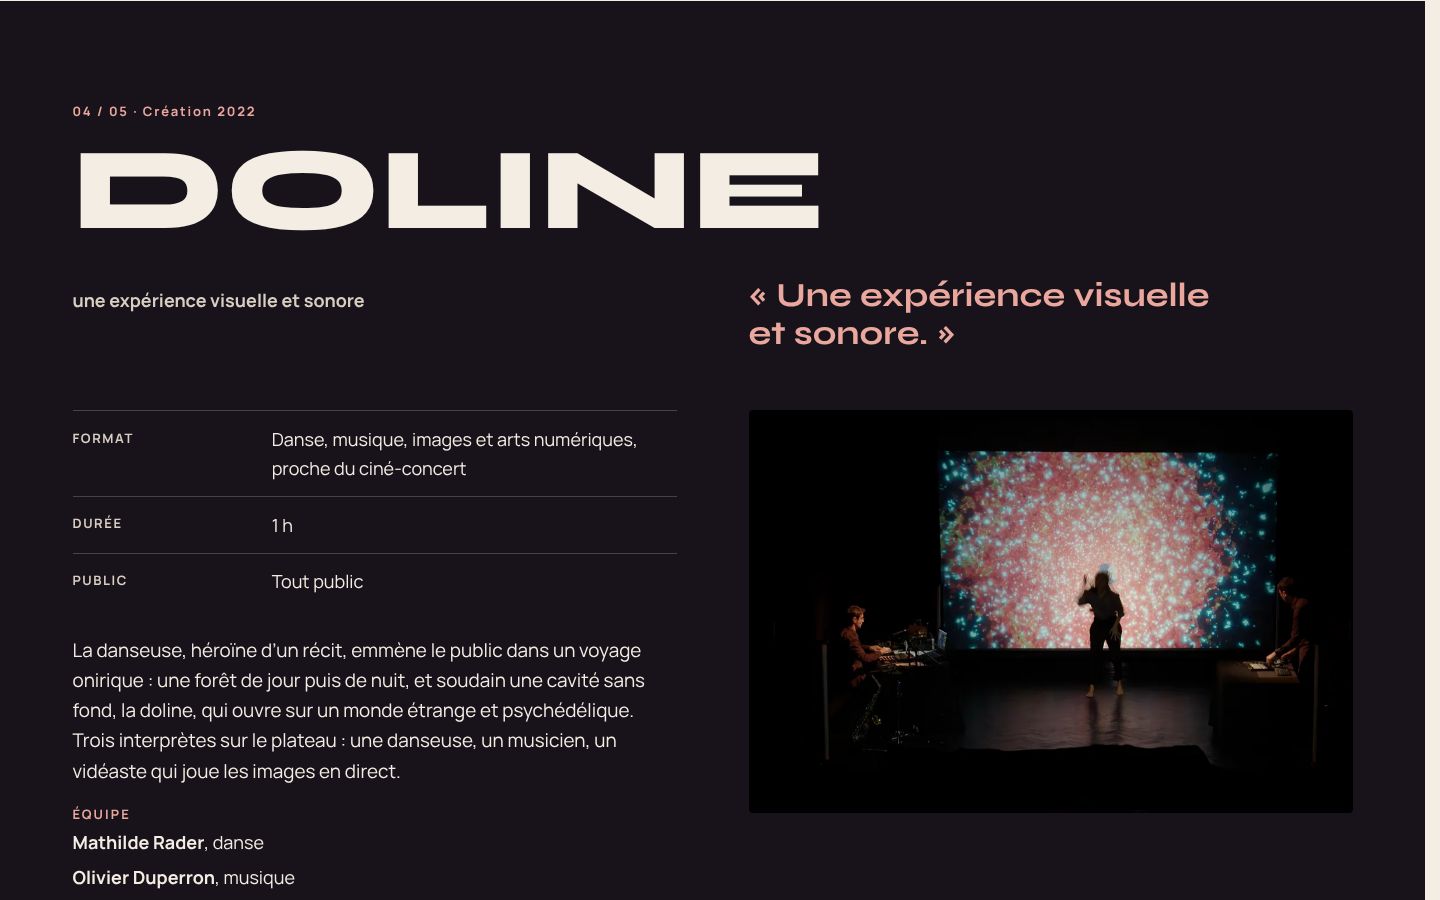 04 / 05 · Création 2022
DOLINE
une expérience visuelle et sonore
« Une expérience visuelle
et sonore. »
FORMAT
Danse, musique, images et arts numériques,
proche du ciné-concert
DURÉE
1 h
PUBLIC
Tout public
La danseuse, héroïne d’un récit, emmène le public dans un voyage
onirique : une forêt de jour puis de nuit, et soudain une cavité sans
fond, la doline, qui ouvre sur un monde étrange et psychédélique.
Trois interprètes sur le plateau : une danseuse, un musicien, un
vidéaste qui joue les images en direct.
ÉQUIPE
Mathilde Rader, danse
Olivier Duperron, musique